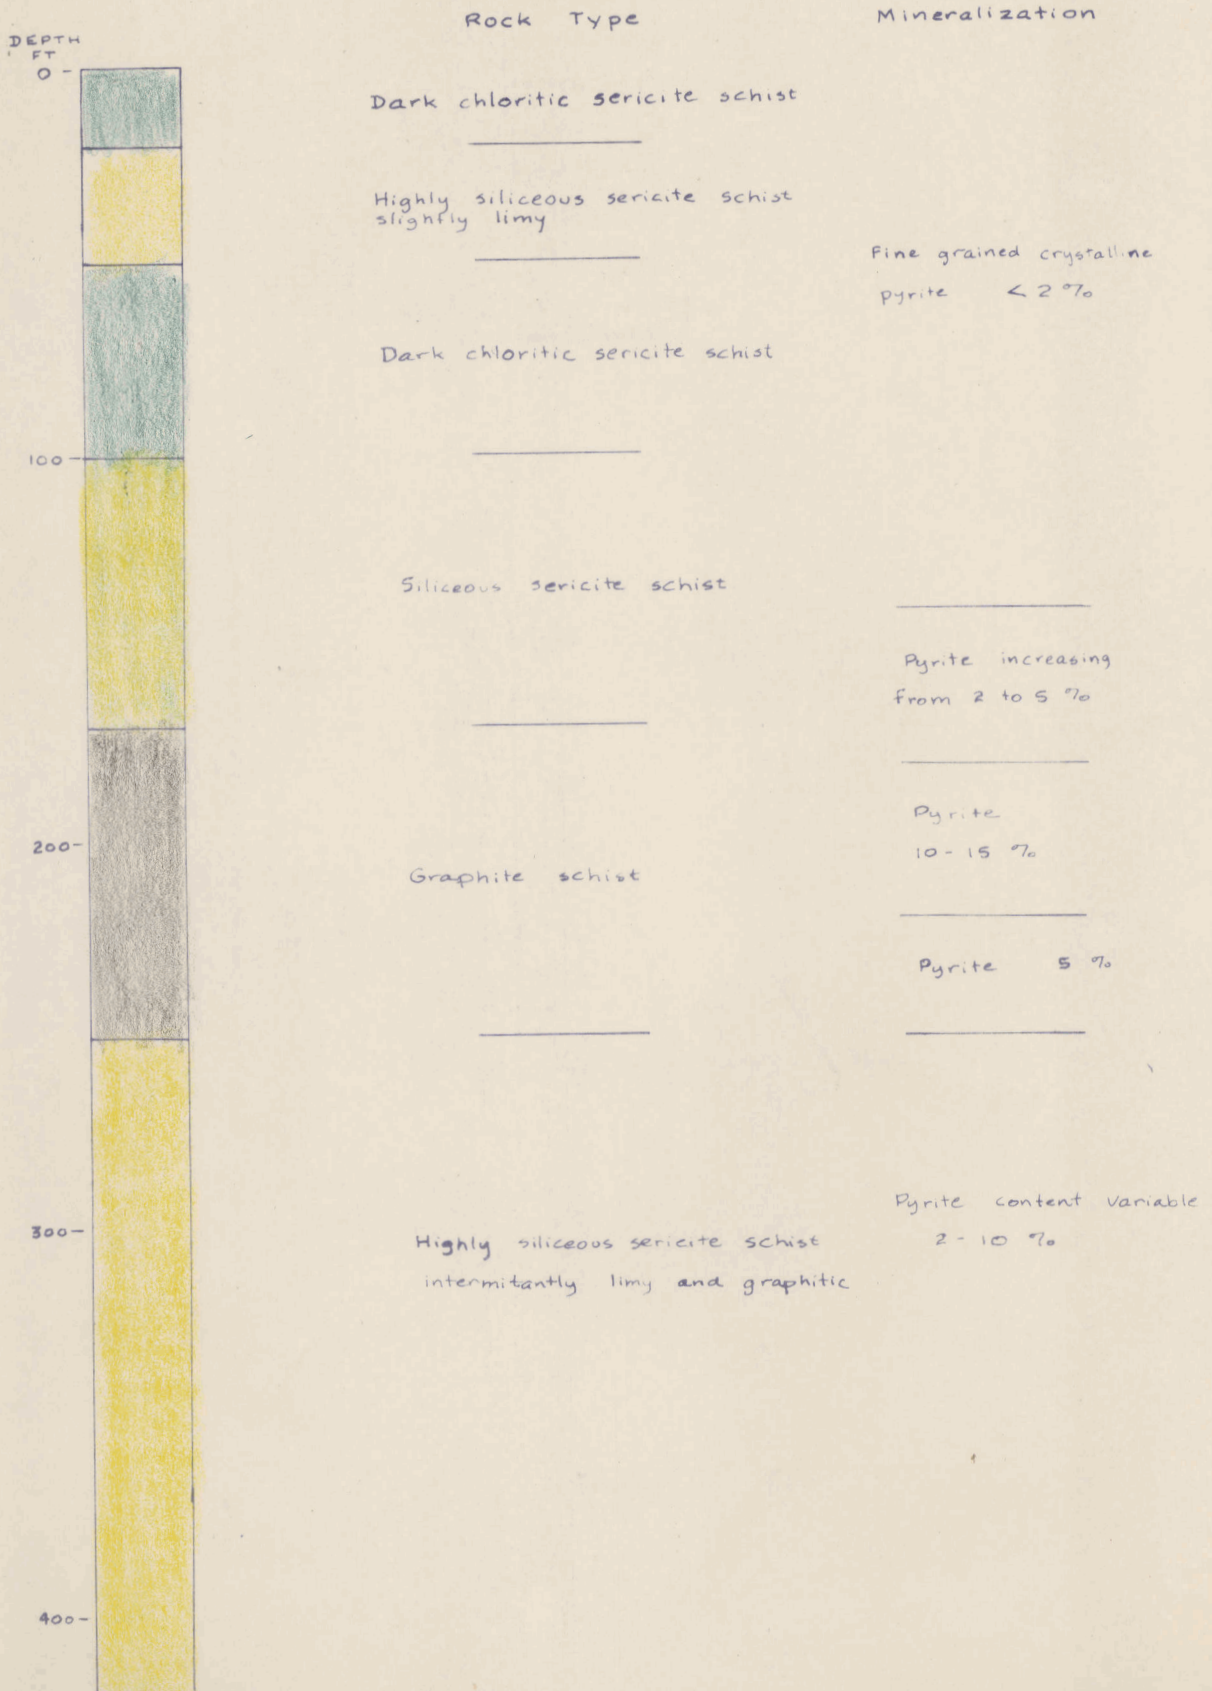 Rock Type
Mineralization
DEPTH
FT
0
Dark chloritic sericite schist
Highly siliceous sericite schist
slightly limy
Fine grained crystalline
pyrite < 2 %
Dark chloritic sericite schist
100
Siliceous sericite schist
Pyrite increasing
from 2 to 5 %
Pyrite
10 - 15 %
200
Graphite schist
Pyrite 5 %
Pyrite content variable
2 - 10 %
300
Highly siliceous sericite schist
intermitantly limy and graphitic
400